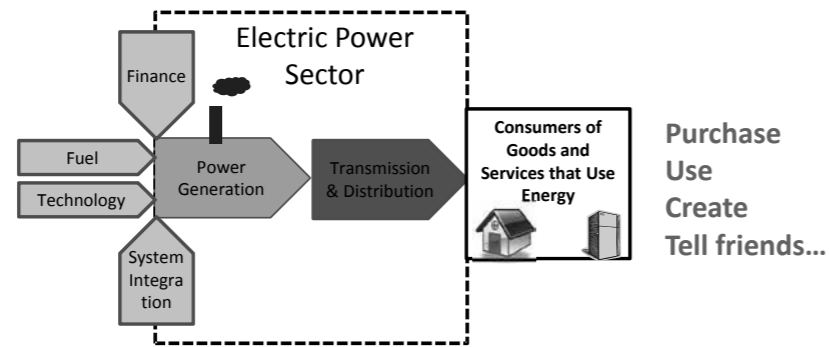 Electric Power
Sector
Finance
Fuel
Technology
System
Integra
tion
Power
Generation
Transmission
& Distribution
Consumers of
Goods and
Services that Use
Energy
Purchase
Use
Create
Tell friends...